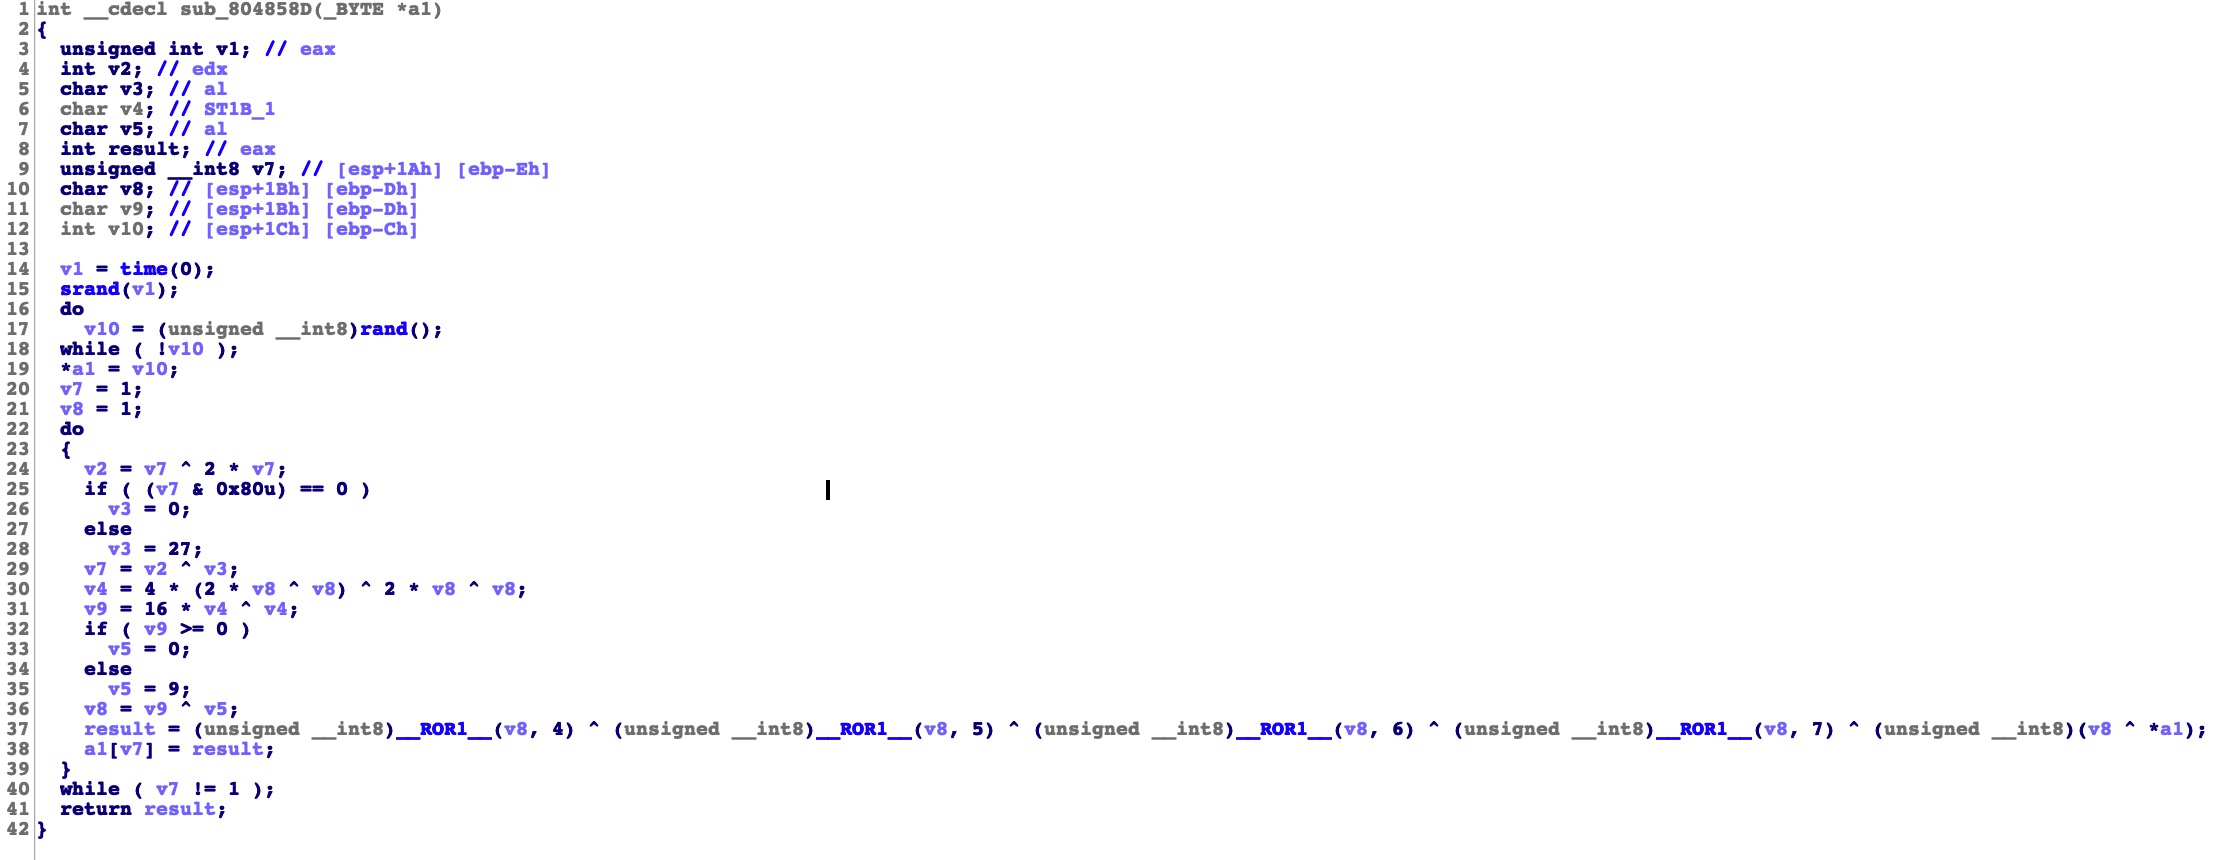 1 int __cdecl sub_804858D(_BYTE *a1)
2 {
3 unsigned int v1; // eax
4 int v2; // edx
5 char v3; // al
6 char v4; // ST1B_1
7 char v5; // al
8 int result; // eax
9 unsigned __int8 v7; // [esp+1Ah] [ebp-Eh]
10 char v8; // [esp+1Bh] [ebp-Dh]
11 char v9; // [esp+1Bh] [ebp-Dh]
12 int v10; // [esp+1Ch] [ebp-Ch]
13
14 v1 = time(0);
15 srand(v1);
16 do
17 v10 = (unsigned __int8)rand();
18 while ( !v10 );
19 *a1 = v10;
20 v7 = 1;
21 v8 = 1;
22 do
23 {
24 v2 = v7 ^ 2 * v7;
25 if ( (v7 & 0x80u) == 0 )
26 v3 = 0;
27 else
28 v3 = 27;
29 v7 = v2 ^ v3;
30 v4 = 4 * (2 * v8 ^ v8) ^ 2 * v8 ^ v8;
31 v9 = 16 * v4 ^ v4;
32 if ( v9 >= 0 )
33 v5 = 0;
34 else
35 v5 = 9;
36 v8 = v9 ^ v5;
37 result = (unsigned __int8)__ROR1__(v8, 4) ^ (unsigned __int8)__ROR1__(v8, 5) ^ (unsigned __int8)__ROR1__(v8, 6) ^ (unsigned __int8)__ROR1__(v8, 7) ^ (unsigned __int8)(v8 ^ *a1);
38 a1[v7] = result;
39 }
40 while ( v7 != 1 );
41 return result;
42 }